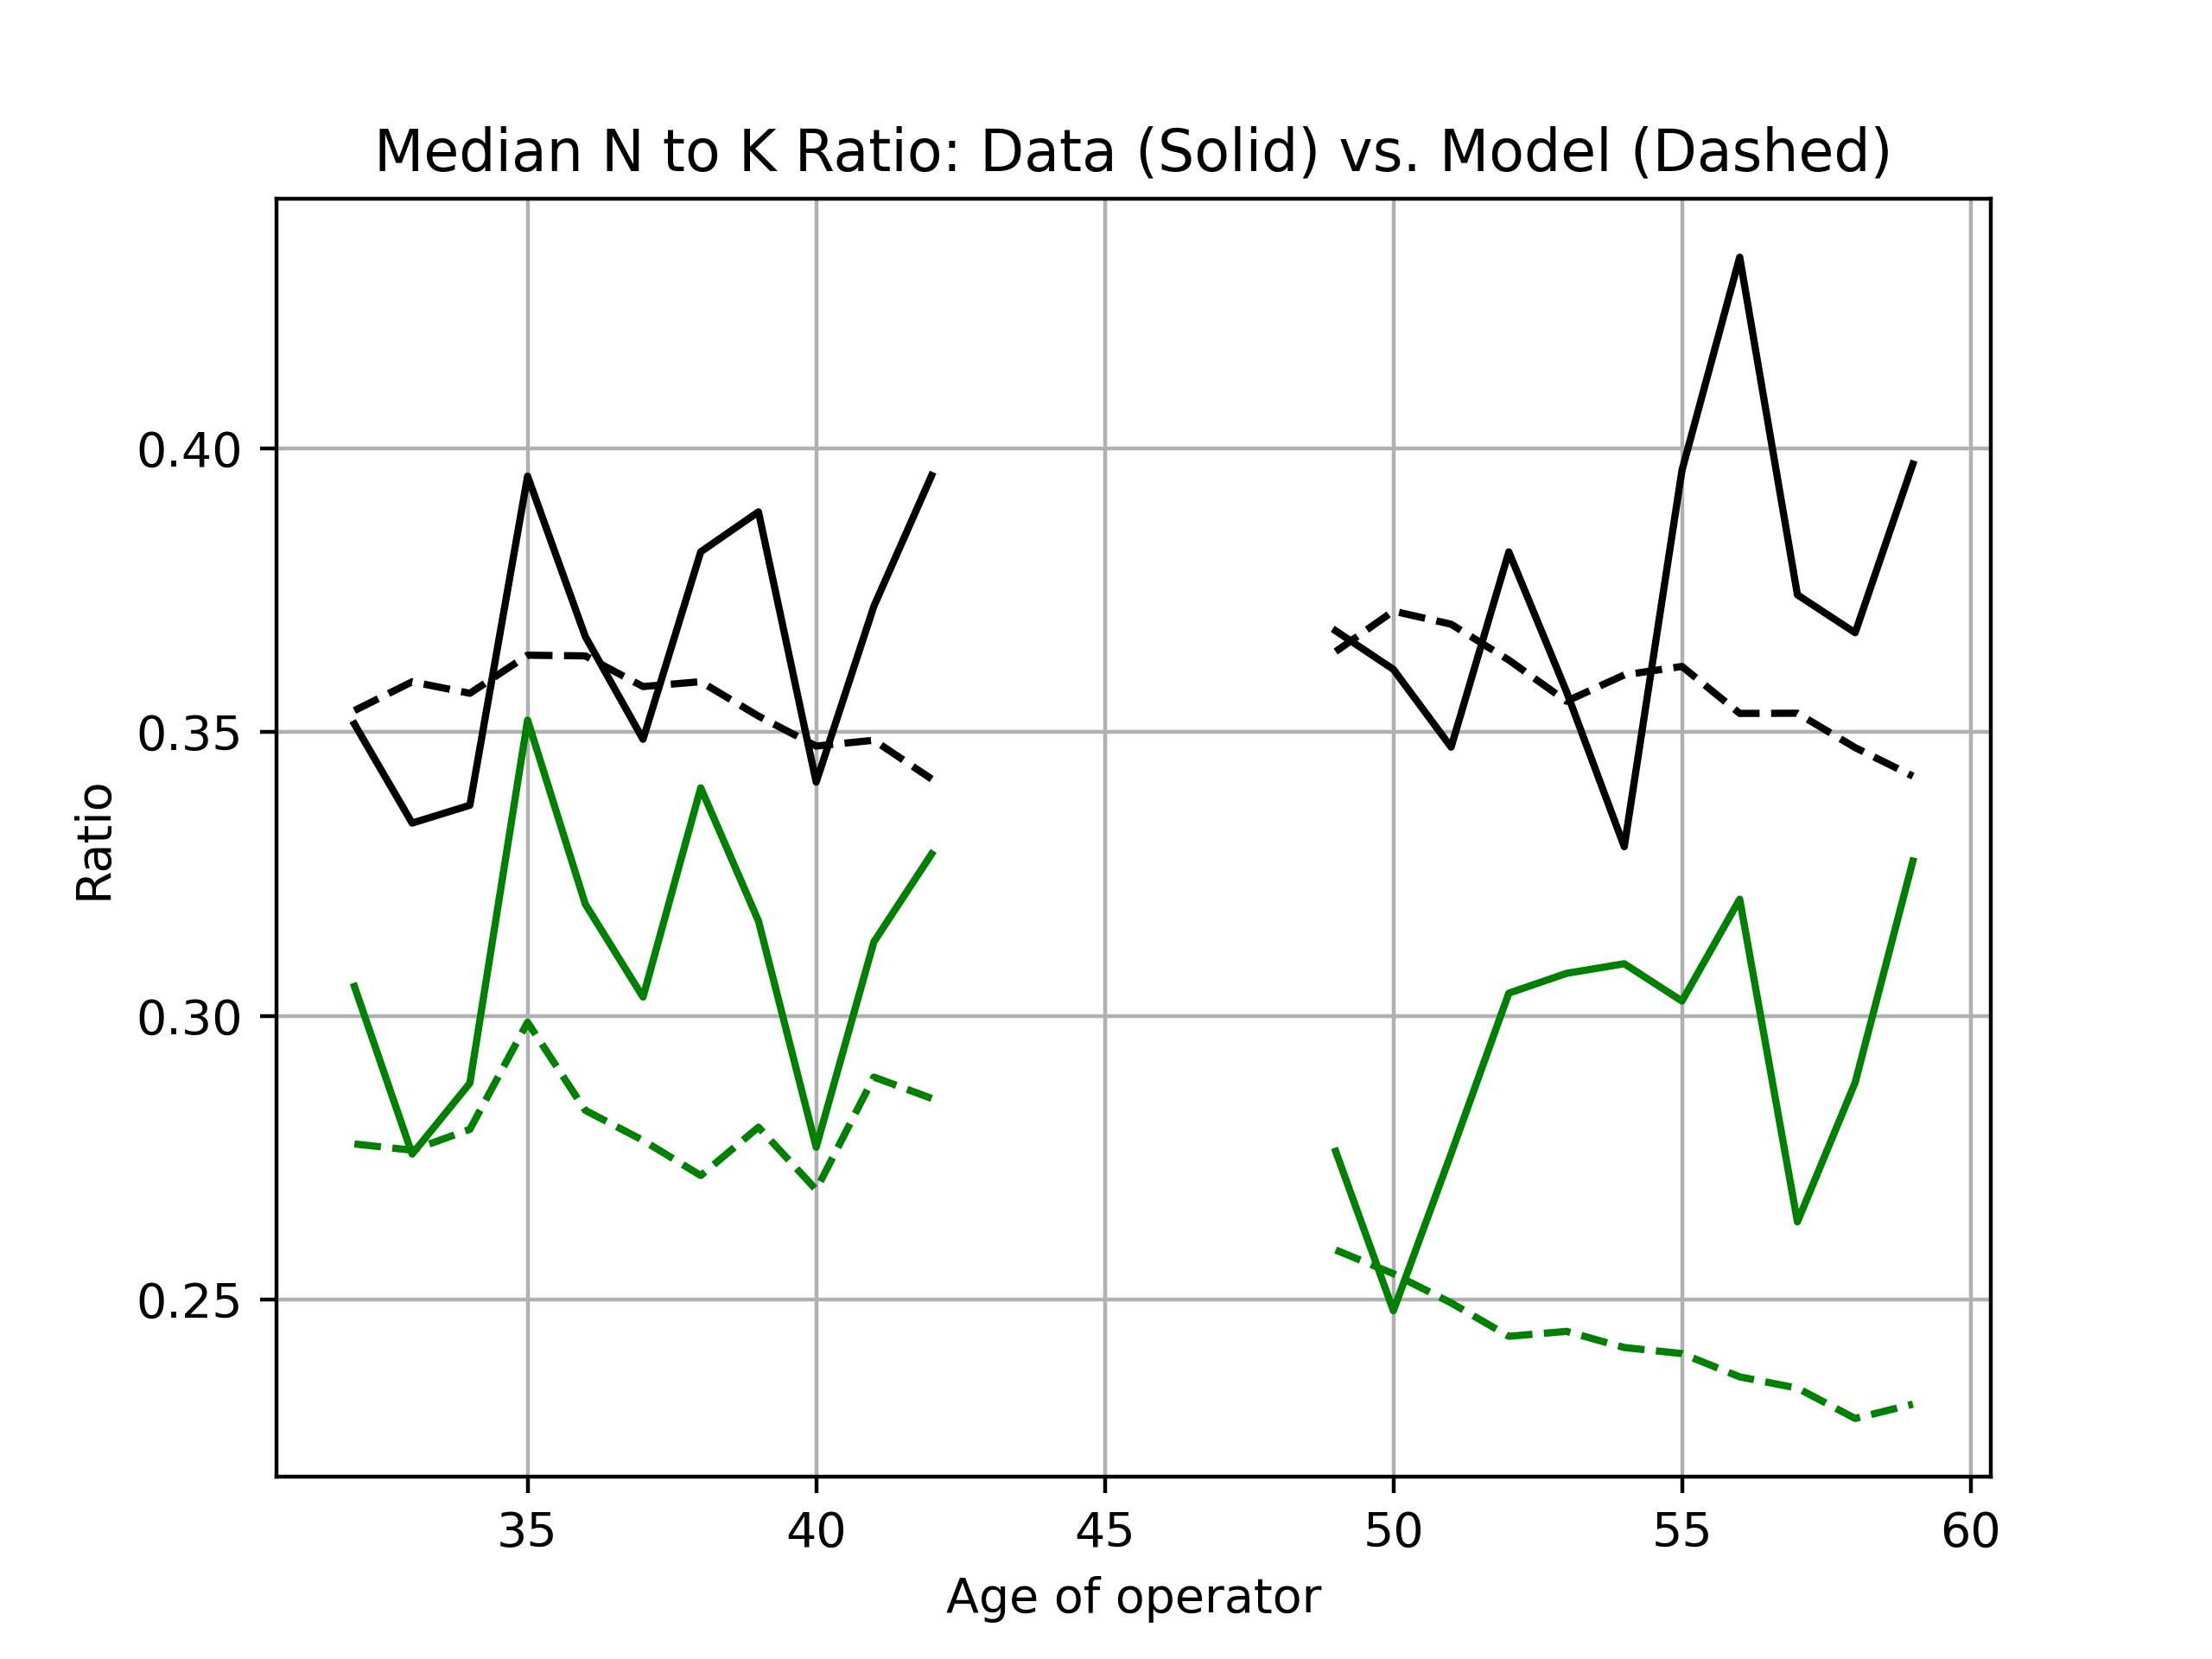 Median N to K Ratio: Data (Solid) vs. Model (Dashed)
0.40
0.35
0.30
0.25
Ratio
35 40 45 50 55 60
Age of operator